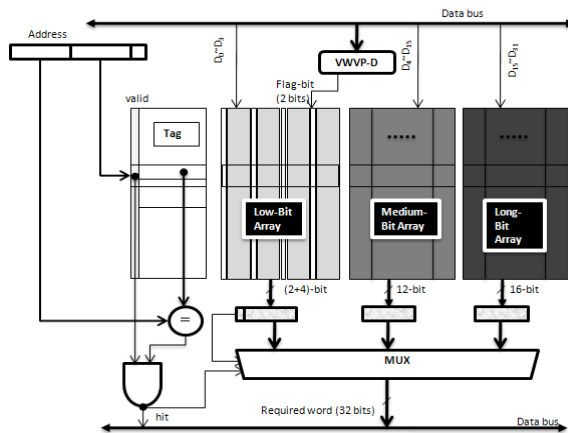 Data bus
Address
D0~D3
VWVP-D
D4~D15
D15~D31
Flag-bit
(2 bits)
valid
Tag
.....
.....
Low-Bit
Array
Medium-
Bit Array
Long-
Bit
Array
(2+4)-bit
12-bit
16-bit
=
MUX
Required word (32 bits)
hit
Data bus